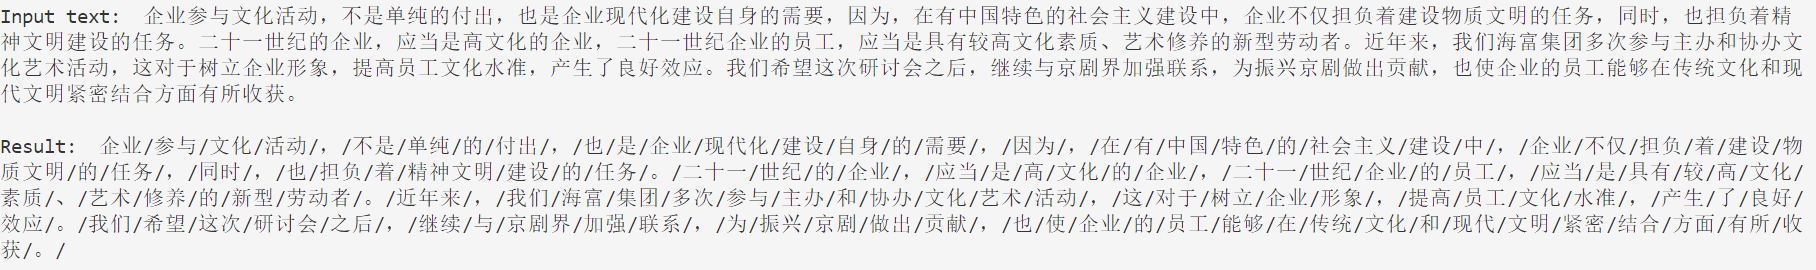 Input text:  企业参与文化活动，不是单纯的付出，也是企业现代化建设自身的需要，因为，在有中国特色的社会主义建设中，企业不仅担负着建设物质文明的任务，同时，也担负着精
神文明建设的任务。二十一世纪的企业，应当是高文化的企业，二十一世纪企业的员工，应当是具有较高文化素质、艺术修养的新型劳动者。近年来，我们海富集团多次参与主办和协办文
化艺术活动，这对于树立企业形象，提高员工文化水准，产生了良好效应。我们希望这次研讨会之后，继续与京剧界加强联系，为振兴京剧做出贡献，也使企业的员工能够在传统文化和现
代文明紧密结合方面有所收获。
Result:  企业/参与/文化/活动/，/不是/单纯/的/付出/，/也/是/企业/现代化/建设/自身/的/需要/，/因为/，/在/有/中国/特色/的/社会主义/建设/中/，/企业/不仅/担负/着/建设/物
质文明/的/任务/，/同时/，/也/担负/着/精神文明/建设/的/任务/。/二十一/世纪/的/企业/，/应当/是/高/文化/的/企业/，/二十一/世纪/企业/的/员工/，/应当/是/具有/较/高/文化/
素质/、/艺术/修养/的/新型/劳动者/。/近年来/，/我们/海富/集团/多次/参与/主办/和/协办/文化/艺术/活动/，/这/对于/树立/企业/形象/，/提高/员工/文化/水准/，/产生/了/良好/
效应/。/我们/希望/这次/研讨会/之后/，/继续/与/京剧界/加强/联系/，/为/振兴/京剧/做出/贡献/，/也/使/企业/的/员工/能够/在/传统/文化/和/现代/文明/紧密/结合/方面/有所/收
获/。/